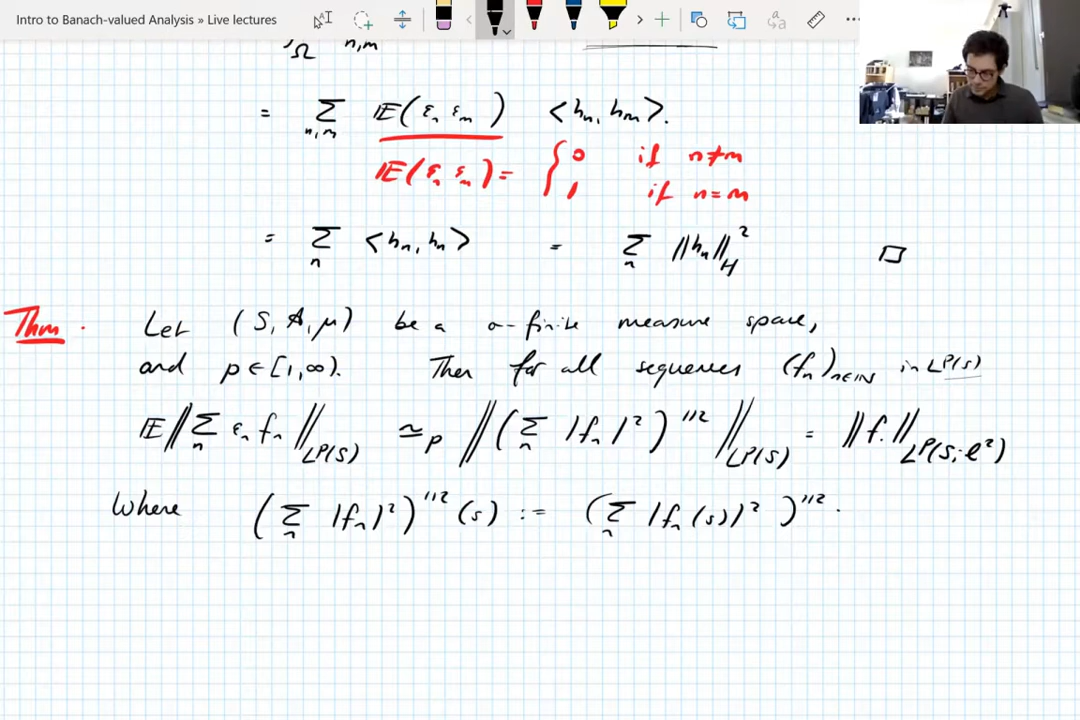 Intro to Banach-valued Analysis » Live lectures
Ω n,m
= Σ_{n,m} 𝔼(ε_n ε_m) <h_n, h_m>.
𝔼(ε_n ε_m) = { 0 if n≠m
1 if n=m
= Σ_n <h_n, h_n> = Σ_n ‖h_n‖_H^2 □
Thm. Let (S, A, μ) be a σ-finite measure space,
and p∈[1,∞). Then for all sequences (f_n)_{n∈ℕ} in L^p(S)
𝔼‖Σ_n ε_n f_n‖_{L^p(S)} ≃_p ‖(Σ_n |f_n|^2)^{1/2}‖_{L^p(S)} = ‖f.‖_{L^p(S;ℓ^2)}
Where (Σ_n |f_n|^2)^{1/2}(s) := (Σ_n |f_n(s)|^2)^{1/2}.